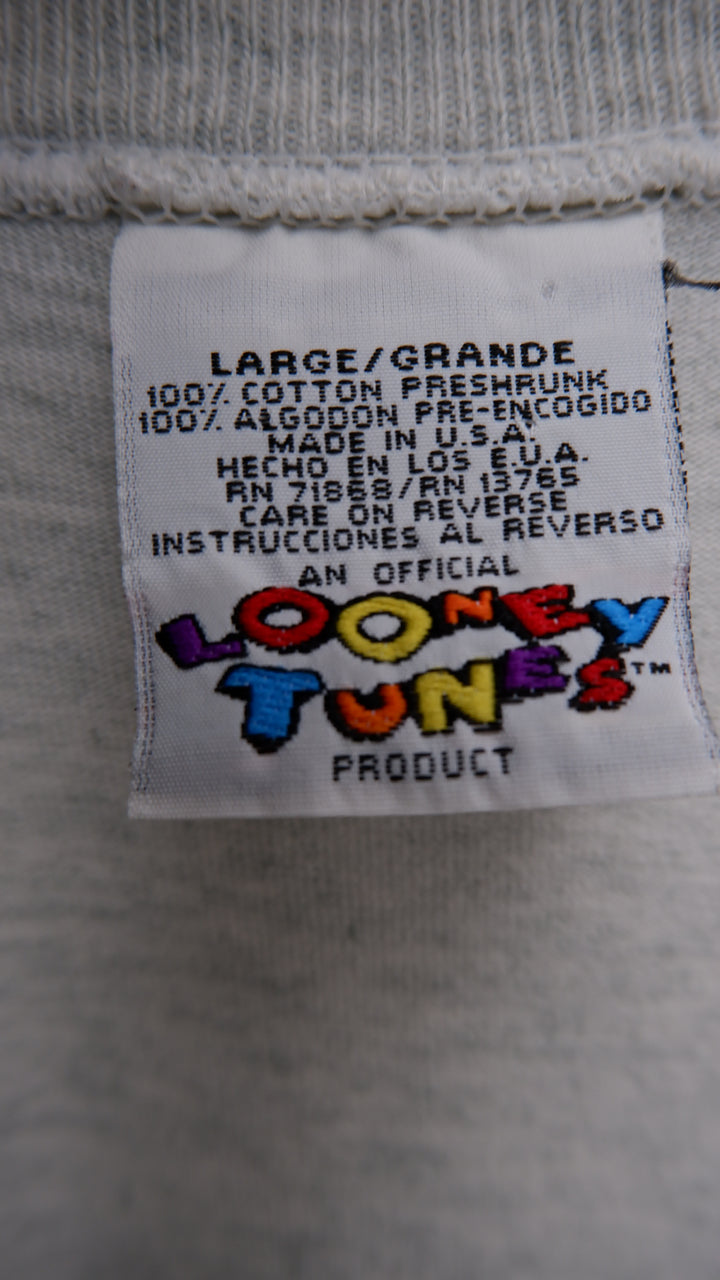 LARGE/GRANDE
100% COTTON PRESHRUNK
100% ALGODON PRE-ENCOGIDO
MADE IN U.S.A.
HECHO EN LOS E.U.A.
RN 71868/RN 13765
CARE ON REVERSE
INSTRUCCIONES AL REVERSO
AN OFFICIAL
LOONEY
TUNES™
PRODUCT